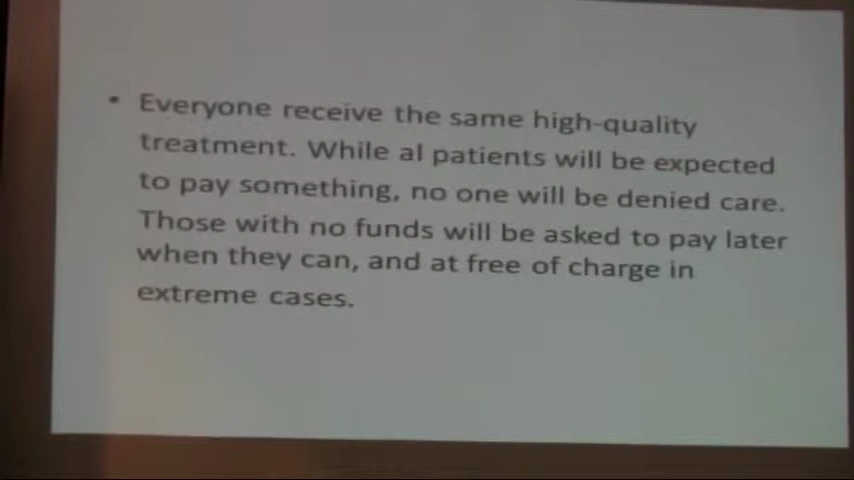 • Everyone receive the same high-quality
treatment. While al patients will be expected
to pay something, no one will be denied care.
Those with no funds will be asked to pay later
when they can, and at free of charge in
extreme cases.